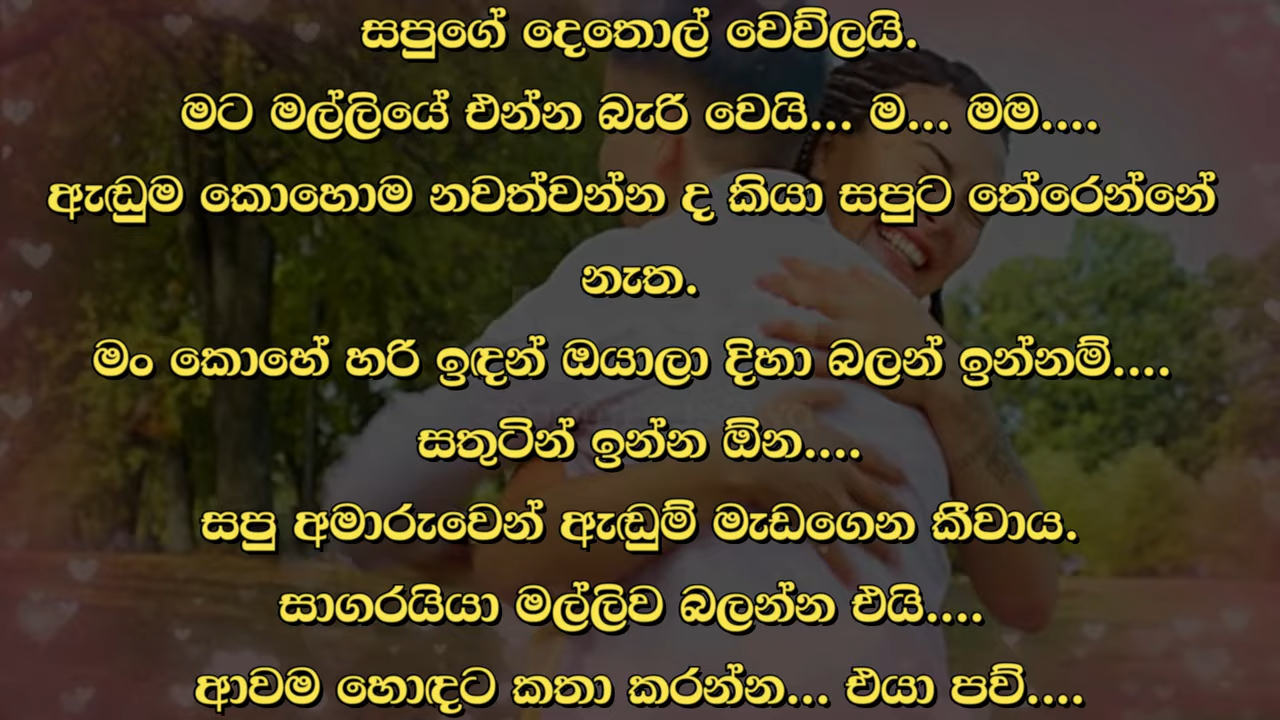 සපුගේ දෙතොල් වෙව්ලයි.
මට මල්ලියේ එන්න බැරි වෙයි... ම... මම....
ඇඬුම කොහොම නවත්වන්න ද කියා සපුට තේරෙන්නේ
නැත.
මං කොහේ හරි ඉඳන් ඔයාලා දිහා බලන් ඉන්නම්....
සතුටින් ඉන්න ඕන....
සපු අමාරුවෙන් ඇඬුම් මැඩගෙන කීවාය.
සාගරයියා මල්ලිව බලන්න එයි....
ආවම හොඳට කතා කරන්න... එයා පව්....